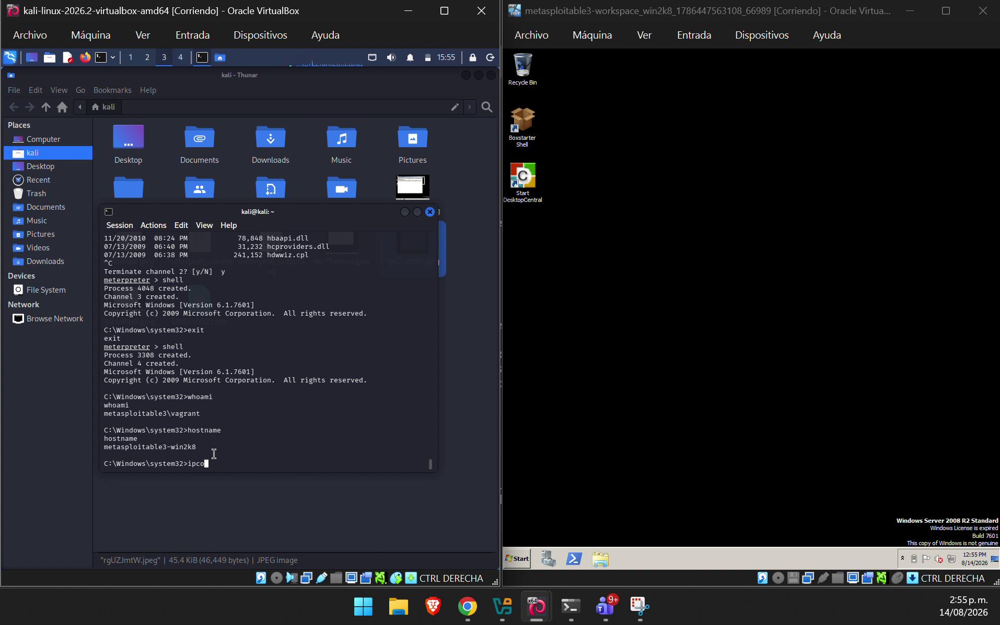 kali-linux-2026.2-virtualbox-amd64 [Corriendo] - Oracle VirtualBox
Archivo Máquina Ver Entrada Dispositivos Ayuda
1 2 3 4 15:55
kali - Thunar
File Edit View Go Bookmarks Help
kali
Places
Computer
kali
Desktop
Recent
Trash
Documents
Music
Pictures
Videos
Downloads
Devices
File System
Network
Browse Network
Desktop Documents Downloads Music Pictures
kali@kali: ~
Session Actions Edit View Help
11/20/2010 08:24 PM 78,848 hbaapi.dll
07/13/2009 06:40 PM 31,232 hcproviders.dll
07/13/2009 06:38 PM 241,152 hdwwiz.cpl
^C
Terminate channel 2? [y/N] y
meterpreter > shell
Process 4048 created.
Channel 3 created.
Microsoft Windows [Version 6.1.7601]
Copyright (c) 2009 Microsoft Corporation. All rights reserved.
C:\Windows\system32>exit
exit
meterpreter > shell
Process 3308 created.
Channel 4 created.
Microsoft Windows [Version 6.1.7601]
Copyright (c) 2009 Microsoft Corporation. All rights reserved.
C:\Windows\system32>whoami
whoami
metasploitable3\vagrant
C:\Windows\system32>hostname
hostname
metasploitable3-win2k8
C:\Windows\system32>ipco
"rgUZJmtW.jpeg" | 45.4 KiB (46,449 bytes) | JPEG image
CTRL DERECHA
metasploitable3-workspace_win2k8_1786447563108_66989 [Corriendo] - Oracle Virtua...
Archivo Máquina Ver Entrada Dispositivos Ayuda
Recycle Bin
Boxstarter
Shell
Start
DesktopCentral
Windows Server 2008 R2 Standard
Windows License is expired
Build 7601
This copy of Windows is not genuine
Start
12:55 PM
8/14/2026
CTRL DERECHA
x64
9+
2:55 p. m.
14/08/2026